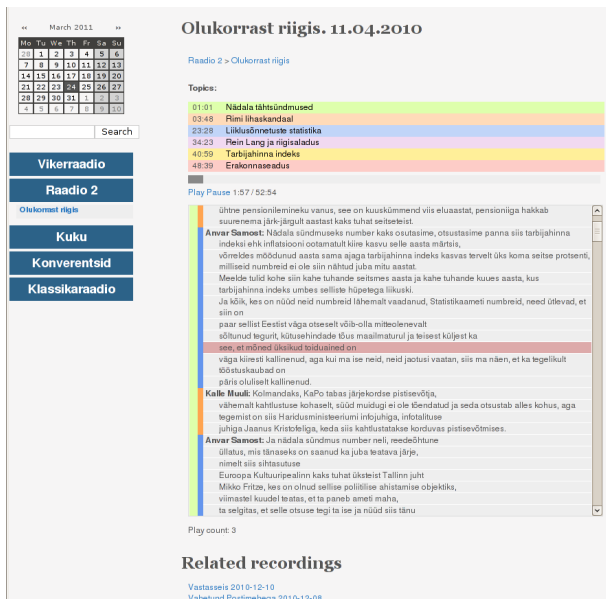 ‹‹ March 2011 ››
Mo Tu We Th Fr Sa Su
28 1 2 3 4 5 6
7 8 9 10 11 12 13
14 15 16 17 18 19 20
21 22 23 24 25 26 27
28 29 30 31 1 2 3
4 5 6 7 8 9 10
Search
Vikerraadio
Raadio 2
Olukorrast riigis
Kuku
Konverentsid
Klassikaraadio
Olukorrast riigis. 11.04.2010
Raadio 2 > Olukorrast riigis
Topics:
01:01 Nädala tähtsündmused
03:48 Rimi lihaskandaal
23:28 Liiklusõnnetuste statistika
34:23 Rein Lang ja riigisaladus
40:59 Tarbijahinna indeks
48:39 Erakonnaseadus
Play Pause 1:57 / 52:54
ühtne pensionilemineku vanus, see on kuuskümmend viis eluaastat, pensioniiga hakkab
suurenema järk-järgult aastast kaks tuhat seitseteist.
Anvar Samost: Nädala sündmuseks number kaks osutasime, otsustasime panna siis tarbijahinna
indeksi ehk inflatsiooni ootamatult kiire kasvu selle aasta märtsis,
võrreldes möödunud aasta sama ajaga tarbijahinna indeks kasvas tervelt üks koma seitse protsenti,
milliseid numbreid ei ole siin nähtud juba mitu aastat.
Meelde tulid kohe siin kahe tuhande seitsmes aasta ja kahe tuhande kuues aasta, kus
tarbijahinna indeks umbes selliste hüpetega liikuski.
Ja kõik, kes on nüüd neid numbreid lähemalt vaadanud, Statistikaameti numbreid, need ütlevad, et
siin on
paar sellist Eestist väga otseselt võib-olla mitteolenevalt
sõltunud tegurit, kütusehindade tõus maailmaturul ja teisest küljest ka
see, et mõned üksikud toiduained on
väga kiiresti kallinenud, aga kui ma ise neid, neid jaotusi vaatan, siis ma näen, et ka tegelikult
tööstuskaubad on
päris oluliselt kallinenud.
Kalle Muuli: Kolmandaks, KaPo tabas järjekordse pistisevõtja,
vähemalt kahtlustuse kohaselt, süüd muidugi ei ole tõendatud ja seda otsustab alles kohus, aga
tegemist on siis Haridusministeeriumi infojuhiga, infotalituse
juhiga Jaanus Kristofeliga, keda siis kahtlustatakse korduvas pistisevõtmises.
Anvar Samost: Ja nädala sündmus number neli, reedeõhtune
üllatus, mis tänaseks on saanud ka juba teatava järje,
nimelt siis sihtasutuse
Euroopa Kultuuripealinn kaks tuhat üksteist Tallinn juht
Mikko Fritze, kes on olnud sellise poliitilise ahistamise objektiks,
viimastel kuudel teatas, et ta paneb ameti maha,
ta selgitas, et selle otsuse tegi ta ise ja nüüd siis tänu
Play count: 3
Related recordings
Vastasseis 2010-12-10
Vahetund Postimehega 2010-12-08